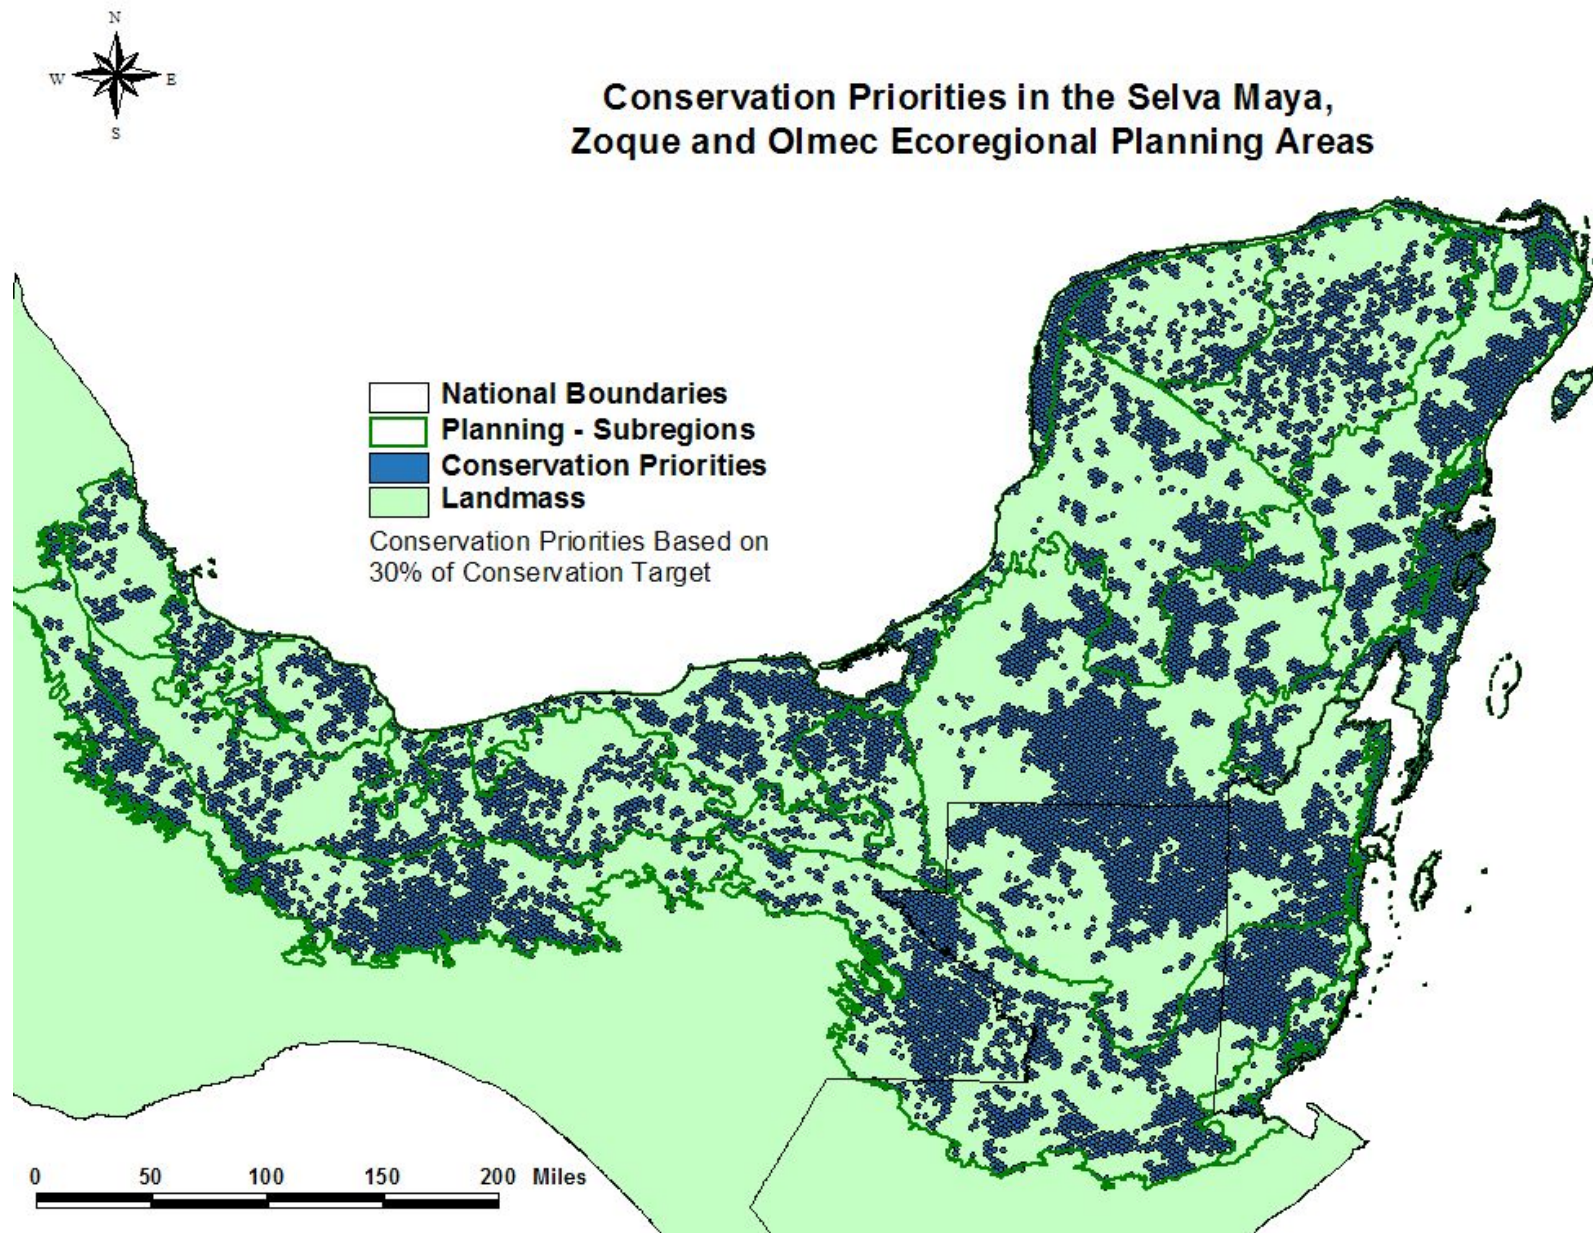 N
W E
S
Conservation Priorities in the Selva Maya,
Zoque and Olmec Ecoregional Planning Areas
National Boundaries
Planning - Subregions
Conservation Priorities
Landmass
Conservation Priorities Based on
30% of Conservation Target
0 50 100 150 200 Miles